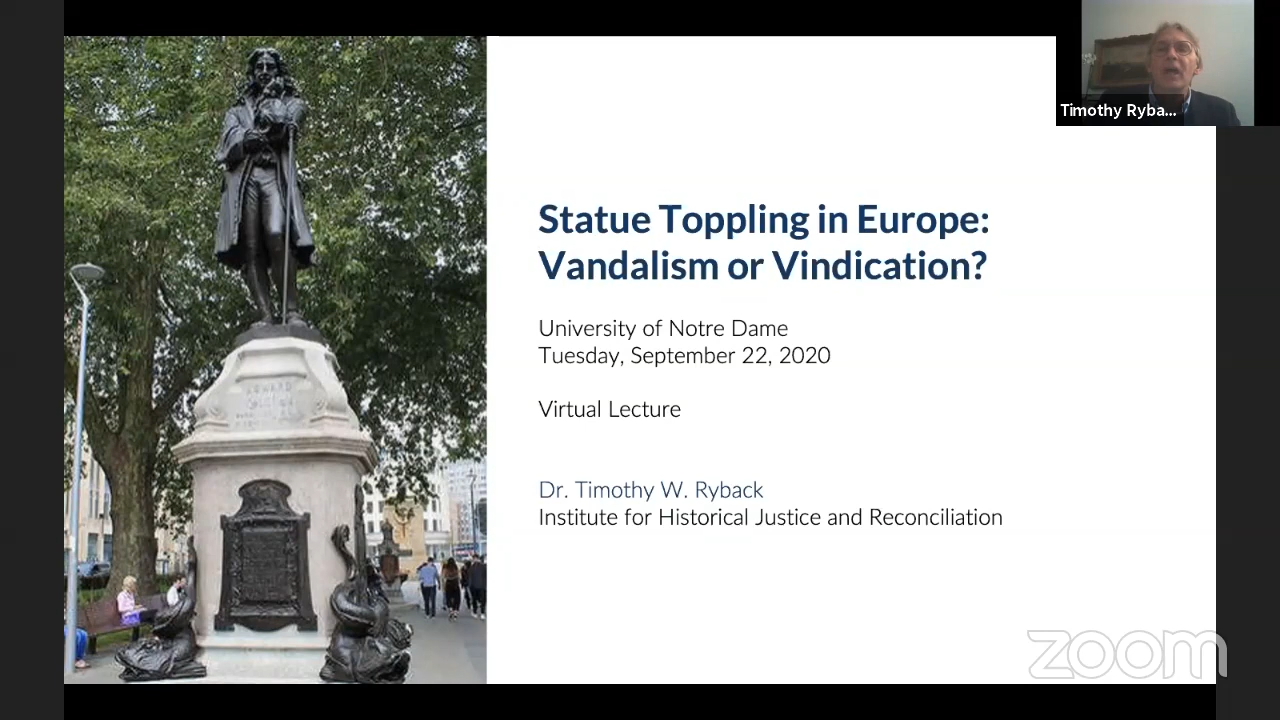 Timothy Ryba...
Statue Toppling in Europe:
Vandalism or Vindication?
University of Notre Dame
Tuesday, September 22, 2020
Virtual Lecture
Dr. Timothy W. Ryback
Institute for Historical Justice and Reconciliation
zoom